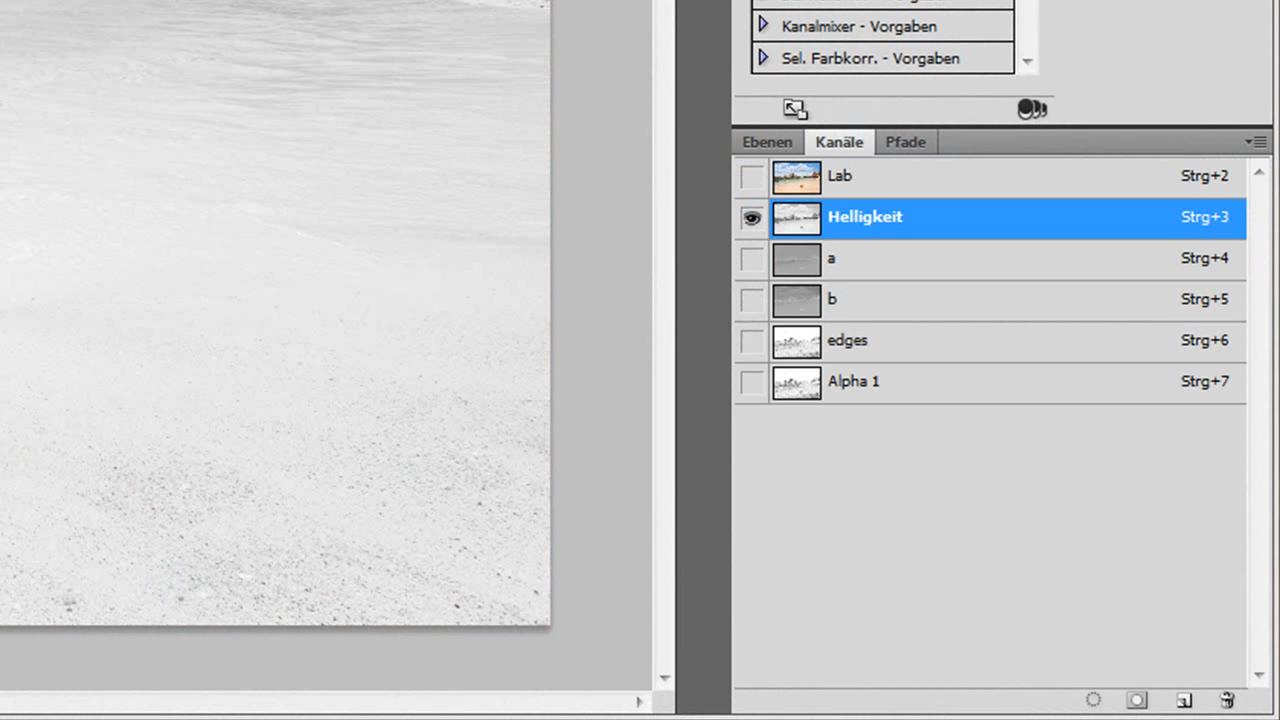 Kanalmixer - Vorgaben
Sel. Farbkorr. - Vorgaben
Ebenen Kanäle Pfade
Lab Strg+2
Helligkeit Strg+3
a Strg+4
b Strg+5
edges Strg+6
Alpha 1 Strg+7